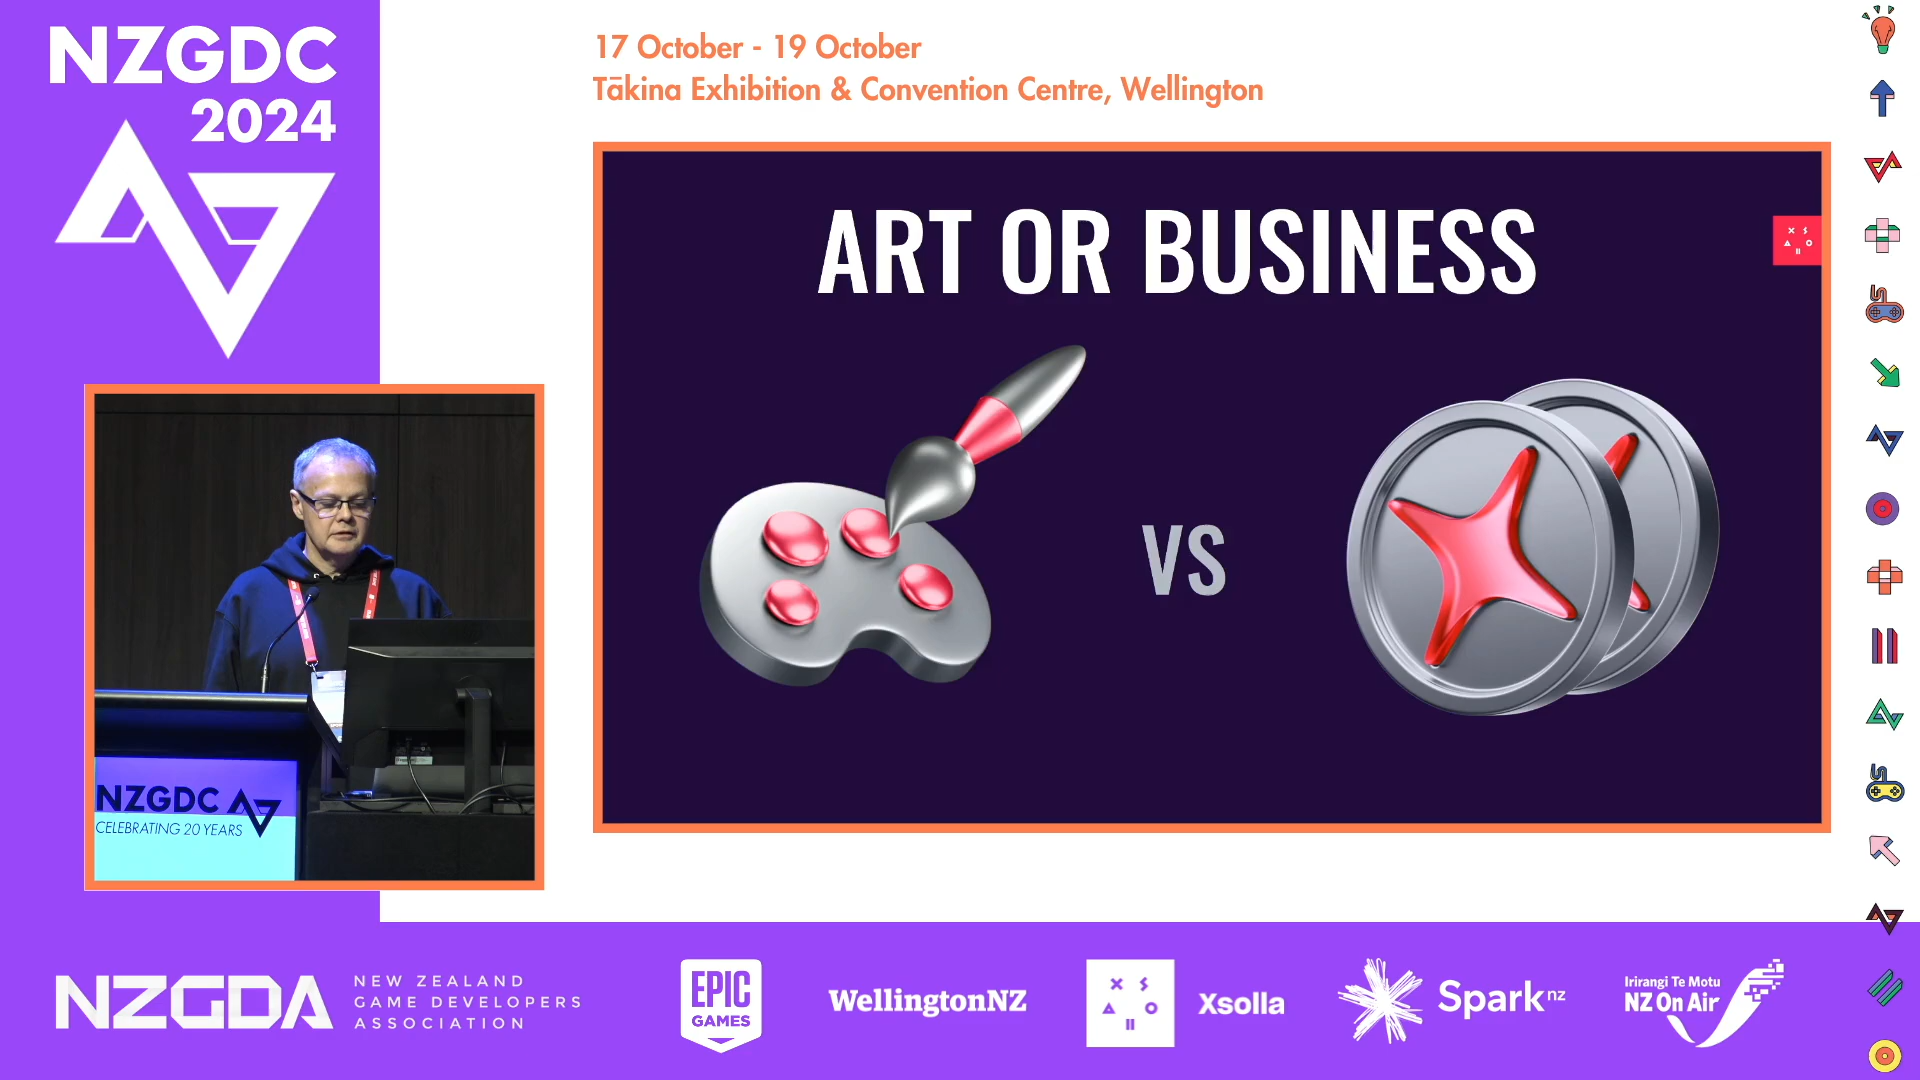 NZGDC
2024
17 October - 19 October
Tākina Exhibition & Convention Centre, Wellington
ART OR BUSINESS
VS
NZGDC
CELEBRATING 20 YEARS
NZGDA
NEW ZEALAND
GAME DEVELOPERS
ASSOCIATION
EPIC
GAMES
WellingtonNZ
Xsolla
Spark nz
Irirangi Te Motu
NZ On Air